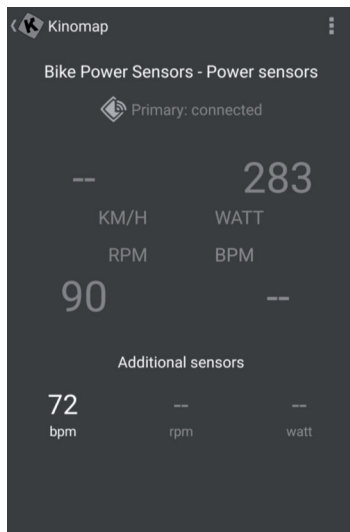 K Kinomap
Bike Power Sensors - Power sensors
Primary: connected
-- 283
KM/H WATT
RPM BPM
90 --
Additional sensors
72 -- --
bpm rpm watt